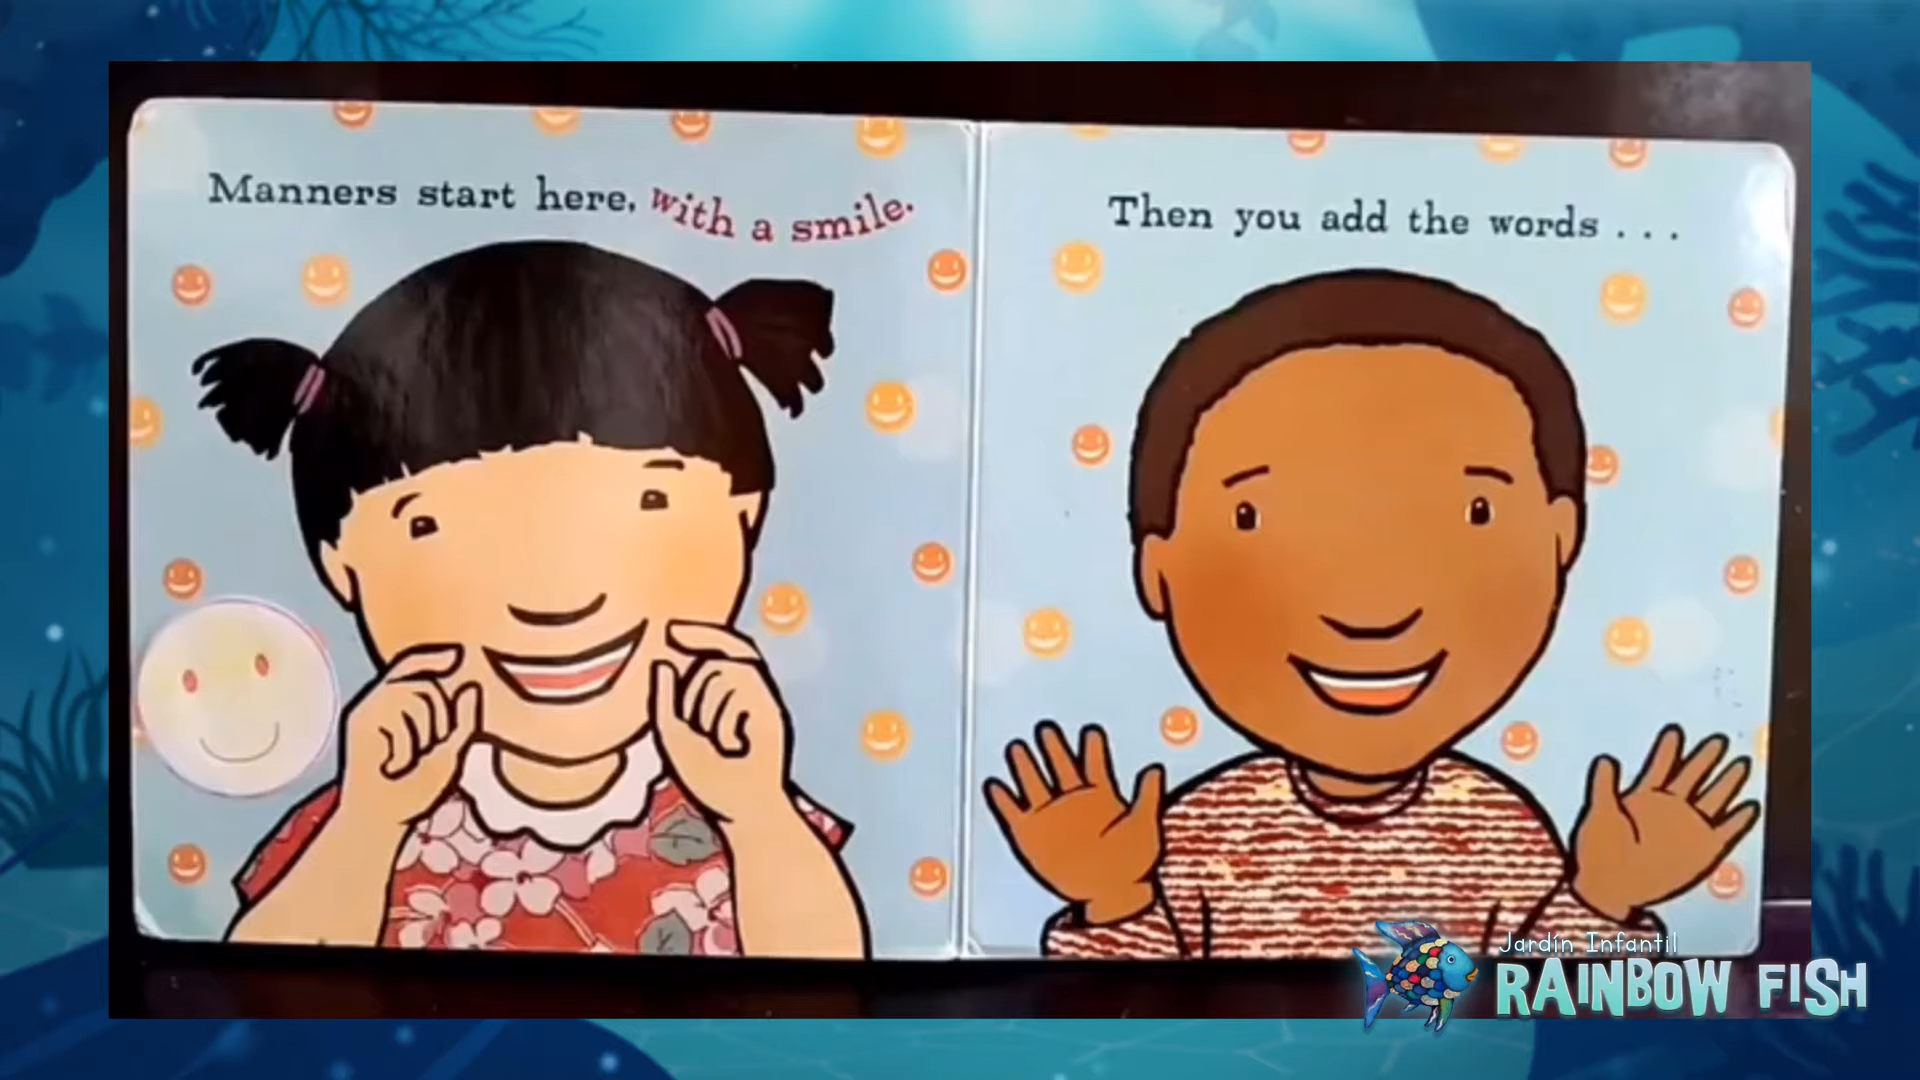 Manners start here, with a smile.
Then you add the words . . .
Jardín Infantil
RAINBOW FISH